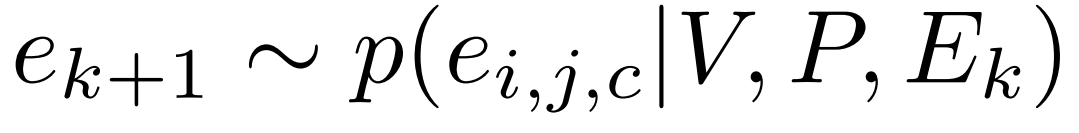 e_{k+1} ∼ p(e_{i,j,c}|V, P, E_k)